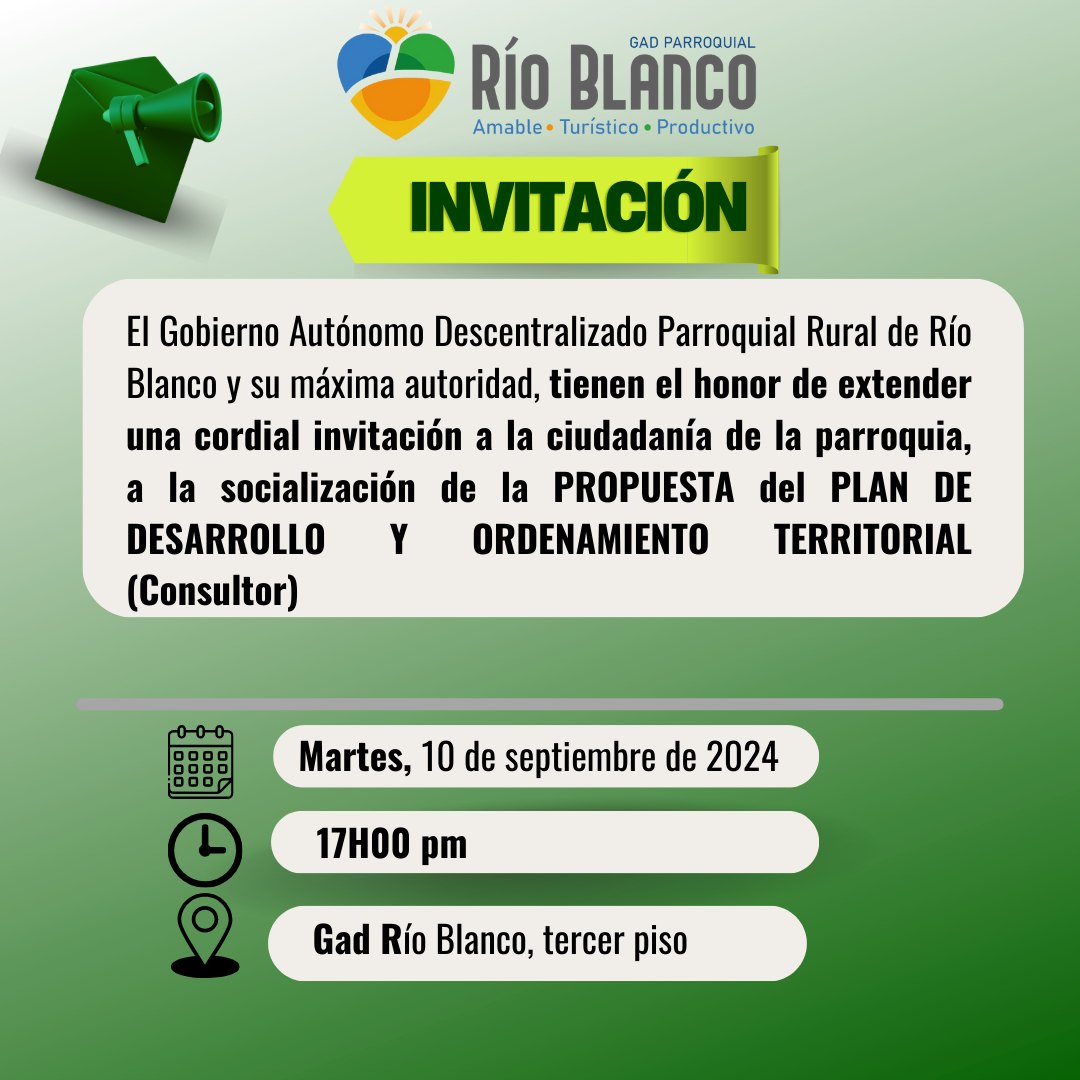 GAD PARROQUIAL
RÍO BLANCO
Amable • Turístico • Productivo
INVITACIÓN
El Gobierno Autónomo Descentralizado Parroquial Rural de Río
Blanco y su máxima autoridad, tienen el honor de extender
una cordial invitación a la ciudadanía de la parroquia,
a la socialización de la PROPUESTA del PLAN DE
DESARROLLO Y ORDENAMIENTO TERRITORIAL
(Consultor)
Martes, 10 de septiembre de 2024
17H00 pm
Gad Río Blanco, tercer piso